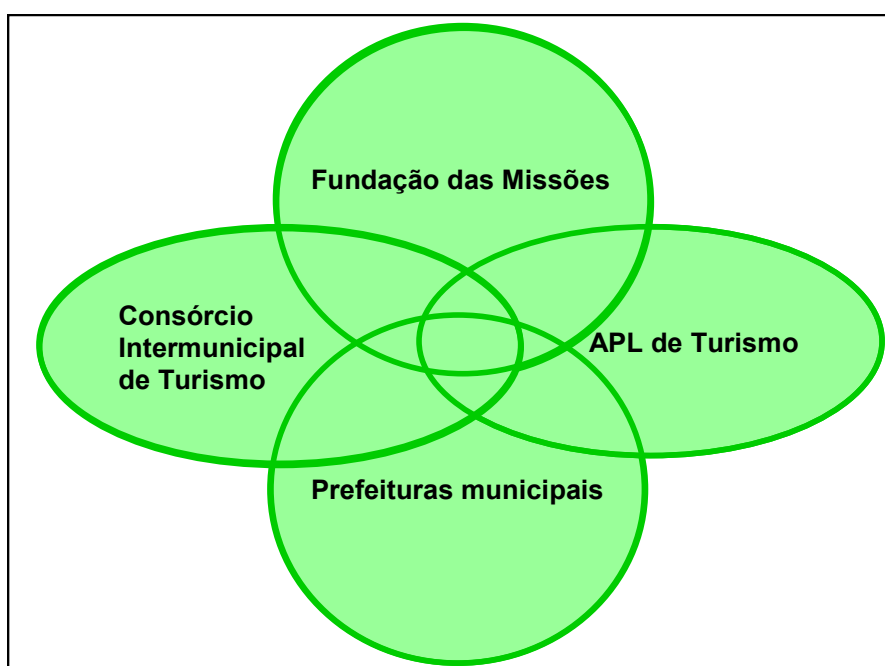 Fundação das Missões
Consórcio
Intermunicipal
de Turismo
APL de Turismo
Prefeituras municipais